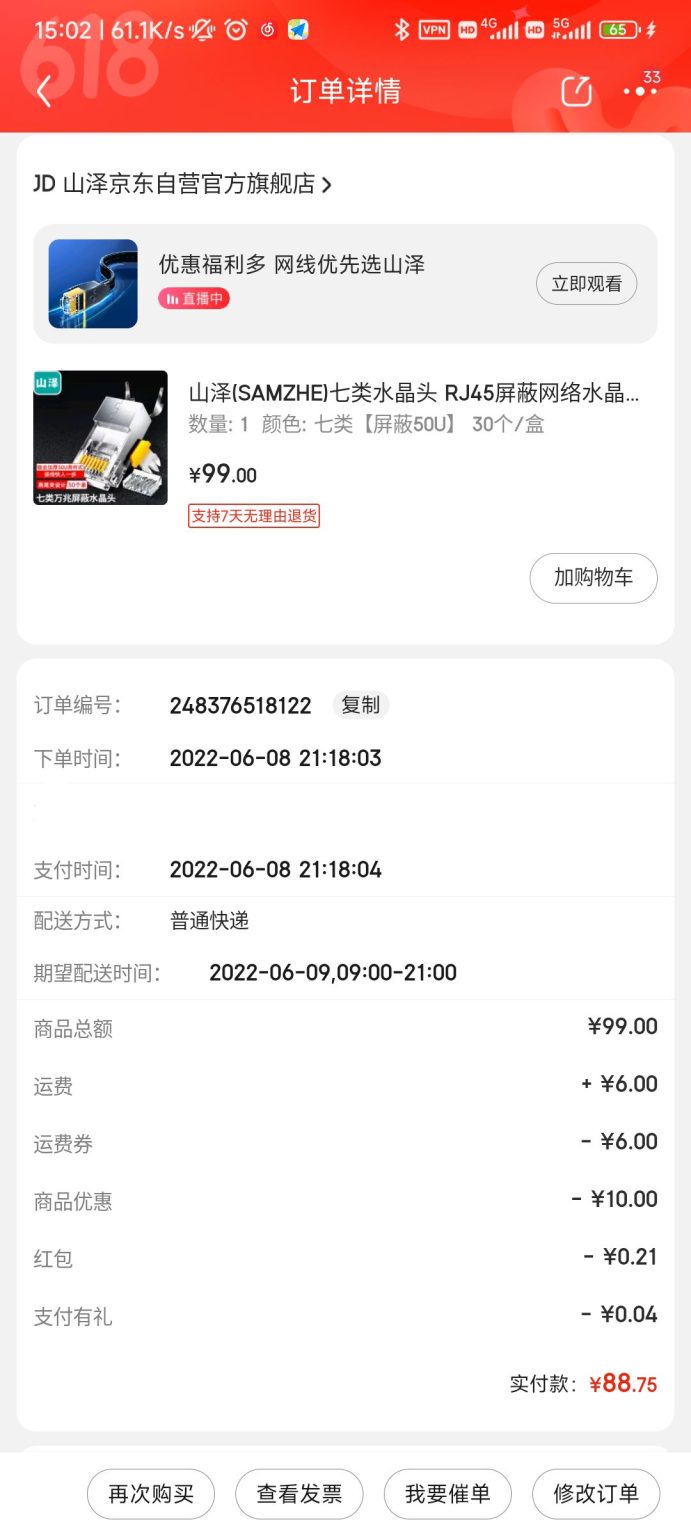 15:02 | 61.1K/s VPN HD 4G HD 5G 65
618
订单详情 33
JD 山泽京东自营官方旗舰店
优惠福利多 网线优先选山泽
直播中
立即观看
山泽
山泽(SAMZHE)七类水晶头 RJ45屏蔽网络水晶...
数量: 1 颜色: 七类【屏蔽50U】 30个/盒
¥99.00
七类万兆屏蔽水晶头
支持7天无理由退货
加购物车
订单编号: 248376518122 复制
下单时间: 2022-06-08 21:18:03
支付时间: 2022-06-08 21:18:04
配送方式: 普通快递
期望配送时间: 2022-06-09,09:00-21:00
商品总额 ¥99.00
运费 + ¥6.00
运费券 - ¥6.00
商品优惠 - ¥10.00
红包 - ¥0.21
支付有礼 - ¥0.04
实付款: ¥88.75
再次购买 查看发票 我要催单 修改订单